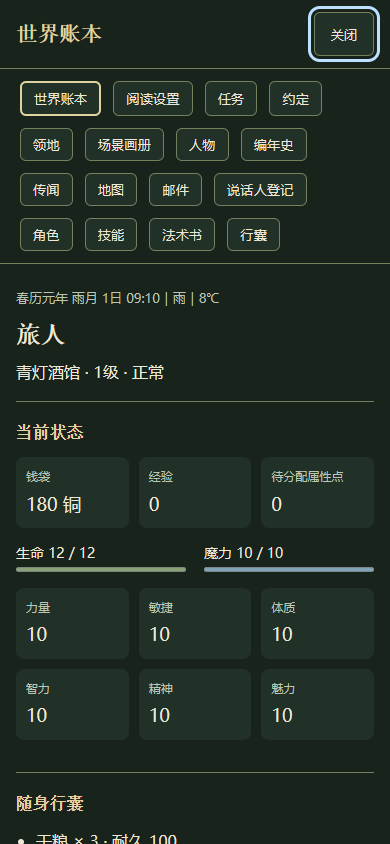 世界账本
关闭
世界账本 阅读设置 任务 约定
领地 场景画册 人物 编年史
传闻 地图 邮件 说话人登记
角色 技能 法术书 行囊
春历元年 雨月 1日 09:10 | 雨 | 8℃
旅人
青灯酒馆 · 1级 · 正常
当前状态
钱袋 经验 待分配属性点
180 铜 0 0
生命 12 / 12 魔力 10 / 10
力量 敏捷 体质
10 10 10
智力 精神 魅力
10 10 10
随身行囊
• 干粮 × 3 · 耐久 100